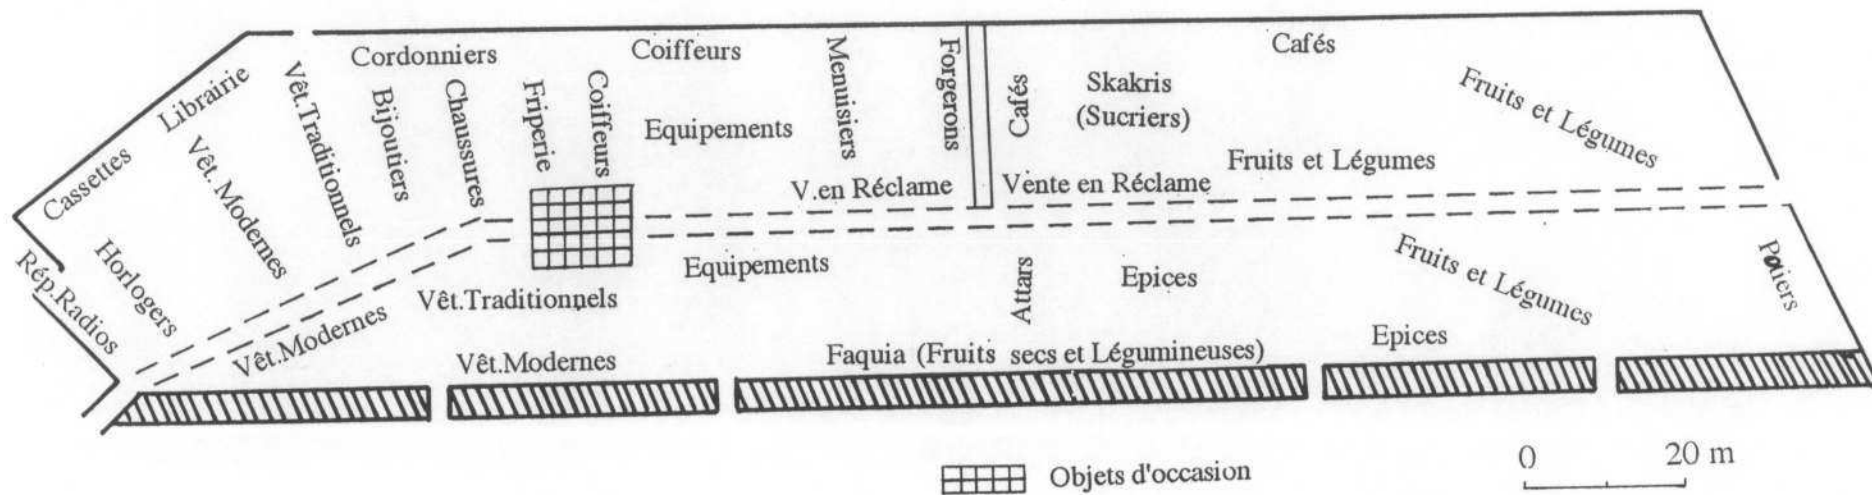 Cordonniers
Coiffeurs
Cafés
Cassettes
Librairie
Vêt.Traditionnels
Bijoutiers
Chaussures
Friperie
Coiffeurs
Equipements
Menuisiers
Forgerons
Cafés
Skakris
(Sucriers)
Fruits et Légumes
Vêt. Modernes
V.en Réclame
Vente en Réclame
Fruits et Légumes
Rép.Radios
Horlogers
Vêt.Modernes
Vêt.Traditionnels
Equipements
Attars
Epices
Fruits et Légumes
Paiers
Vêt.Modernes
Faquia (Fruits secs et Légumineuses)
Epices
Objets d'occasion
0 20 m